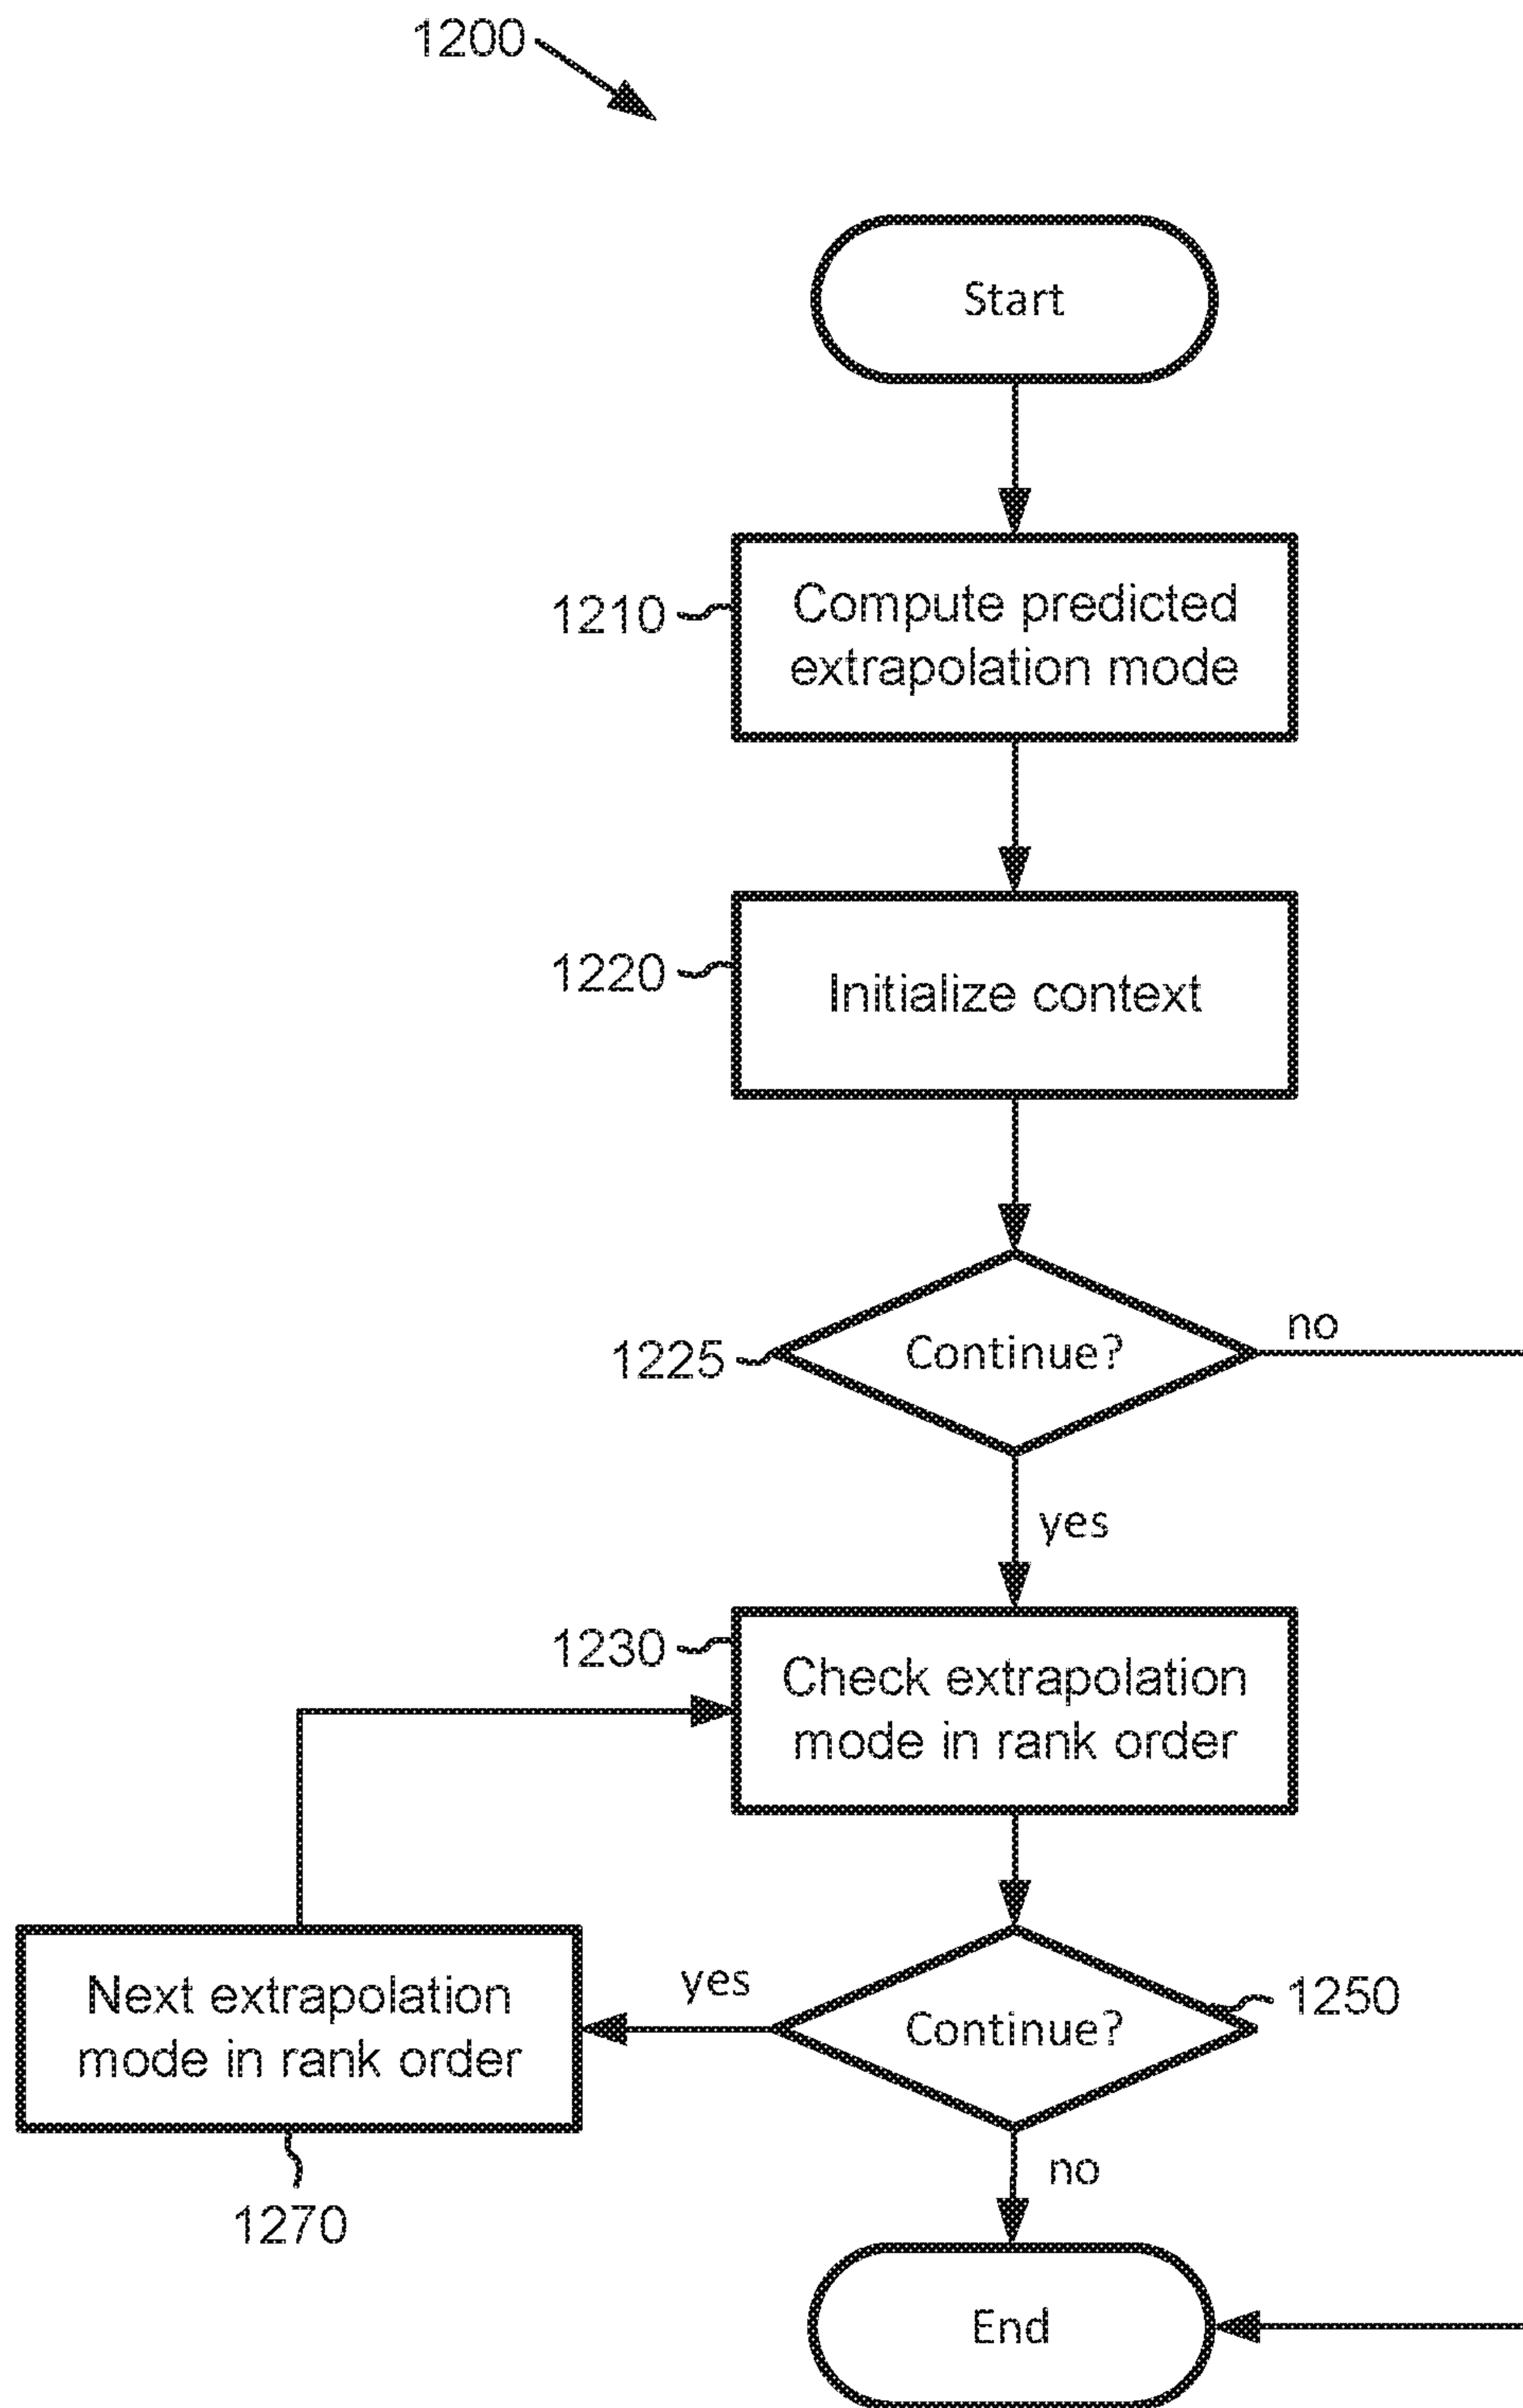 1200
Start
1210
Compute predicted
extrapolation mode
1220
Initialize context
1225
Continue?
no
yes
1230
Check extrapolation
mode in rank order
Next extrapolation
mode in rank order
yes
Continue?
1250
1270
no
End